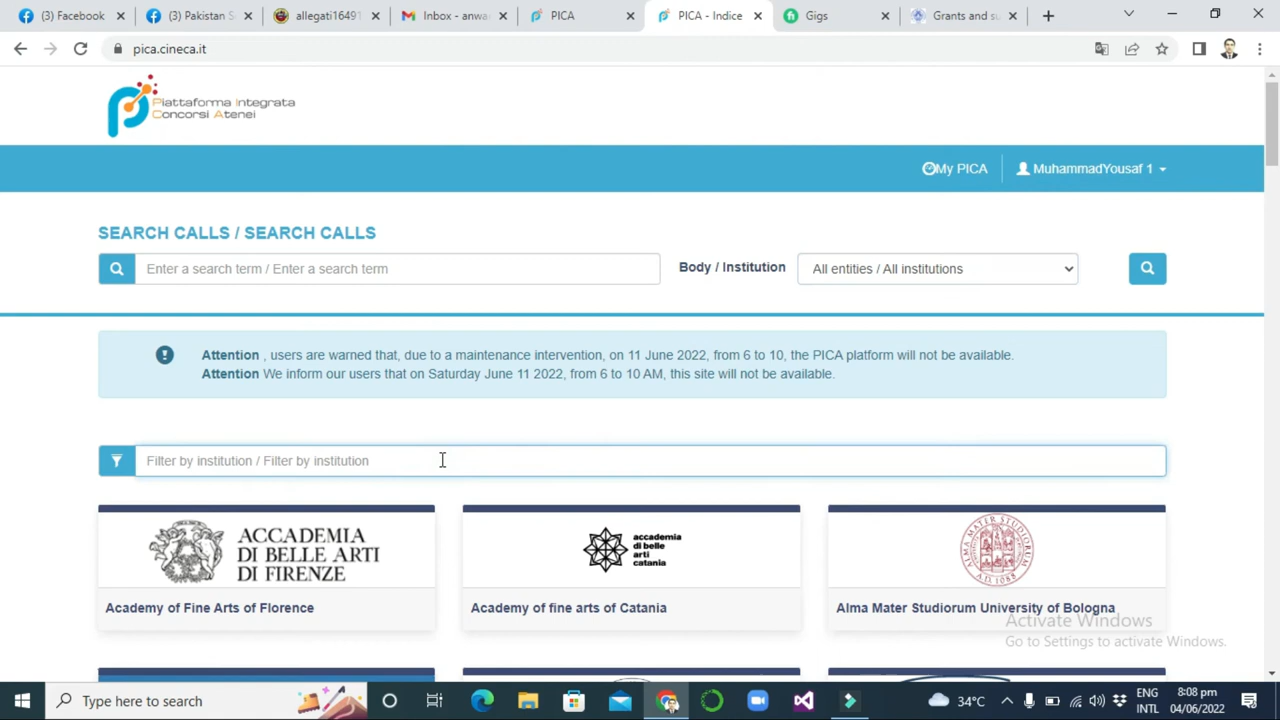 (3) Facebook
(3) Pakistan S
allegati16491
Inbox - anwa
PICA
PICA - Indice
Gigs
Grants and su
pica.cineca.it
Piattaforma Integrata
Concorsi Atenei
My PICA
MuhammadYousaf 1
SEARCH CALLS / SEARCH CALLS
Enter a search term / Enter a search term
Body / Institution
All entities / All institutions
Attention , users are warned that, due to a maintenance intervention, on 11 June 2022, from 6 to 10, the PICA platform will not be available.
Attention We inform our users that on Saturday June 11 2022, from 6 to 10 AM, this site will not be available.
Filter by institution / Filter by institution
ACCADEMIA
DI BELLE ARTI
DI FIRENZE
accademia
di belle
arti
catania
ALMA MATER STUDIORUM
A.D. 1088
Academy of Fine Arts of Florence
Academy of fine arts of Catania
Alma Mater Studiorum University of Bologna
Activate Windows
Go to Settings to activate Windows.
Type here to search
34°C
ENG
INTL
8:08 pm
04/06/2022